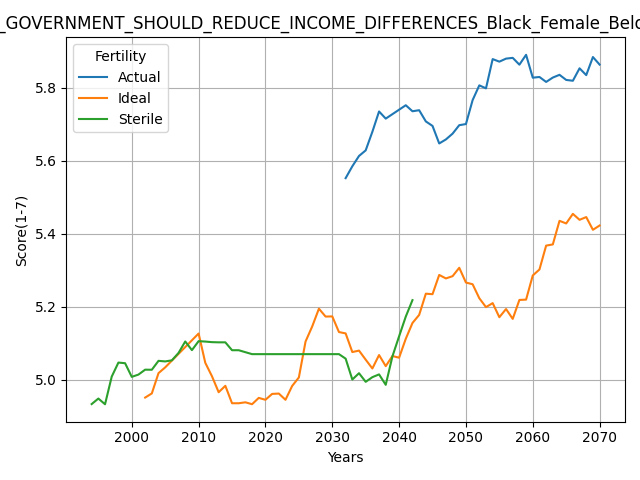 _GOVERNMENT_SHOULD_REDUCE_INCOME_DIFFERENCES_Black_Female_Belo
Fertility
Actual
Ideal
Sterile
Score(1-7)
5.8
5.6
5.4
5.2
5.0
2000 2010 2020 2030 2040 2050 2060 2070
Years